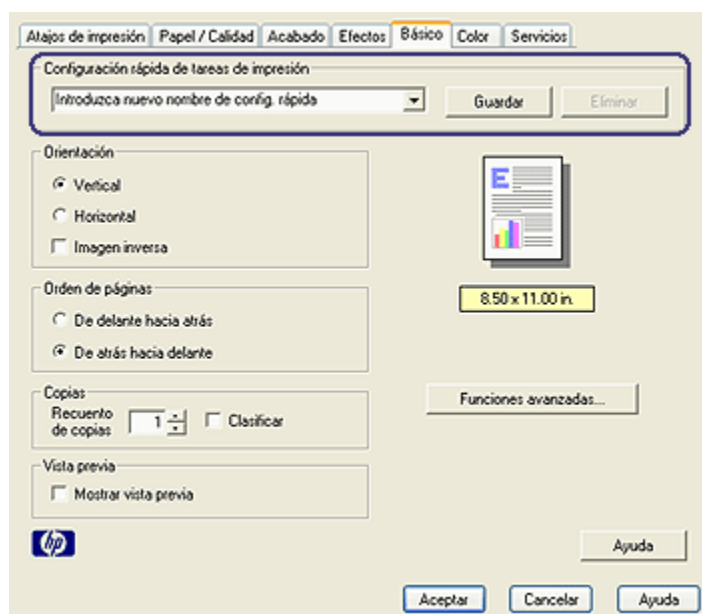 Atajos de impresión Papel / Calidad Acabado Efectos Básico Color Servicios
Configuración rápida de tareas de impresión
Introduzca nuevo nombre de config. rápida Guardar Eliminar
Orientación
Vertical
Horizontal
Imagen inversa
E
8.50 x 11.00 in.
Orden de páginas
De delante hacia atrás
De atrás hacia delante
Funciones avanzadas...
Copias
Recuento de copias 1 Clasificar
Vista previa
Mostrar vista previa
hp Ayuda
Aceptar Cancelar Ayuda